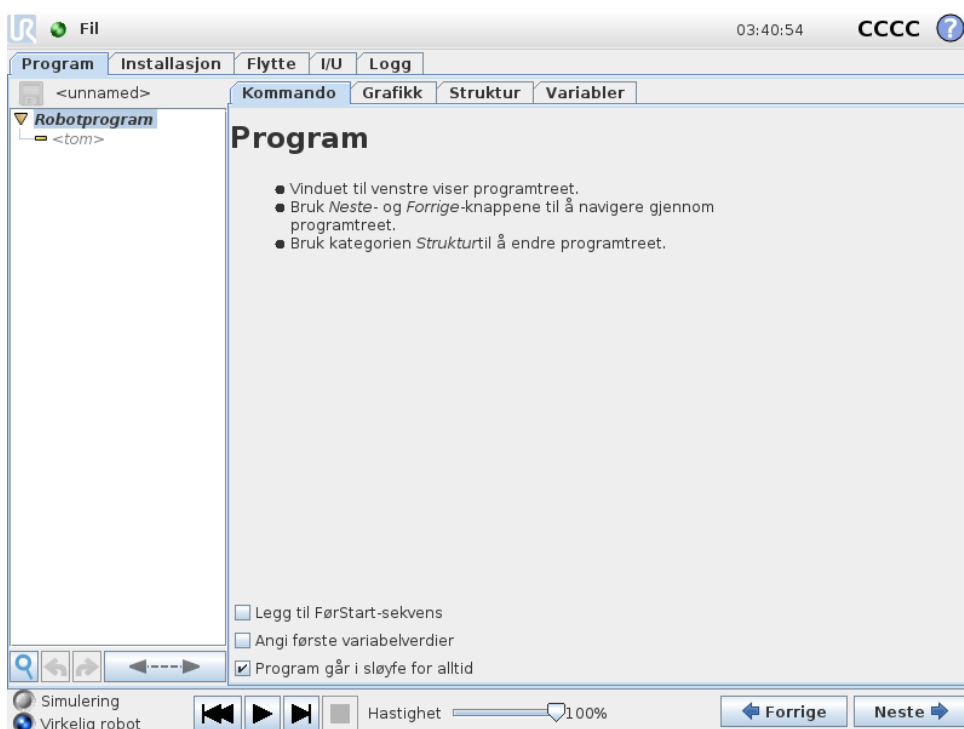 UR Fil 03:40:54 CCCC ?
Program Installasjon Flytte I/U Logg
<unnamed> Kommando Grafikk Struktur Variabler
Robotprogram
<tom>
Program
Vinduet til venstre viser programtreet.
Bruk Neste- og Forrige-knappene til å navigere gjennom
programtreet.
Bruk kategorien Strukturtil å endre programtreet.
Legg til FørStart-sekvens
Angi første variabelverdier
Program går i sløyfe for alltid
Simulering
Virkelig robot
Hastighet 100% Forrige Neste